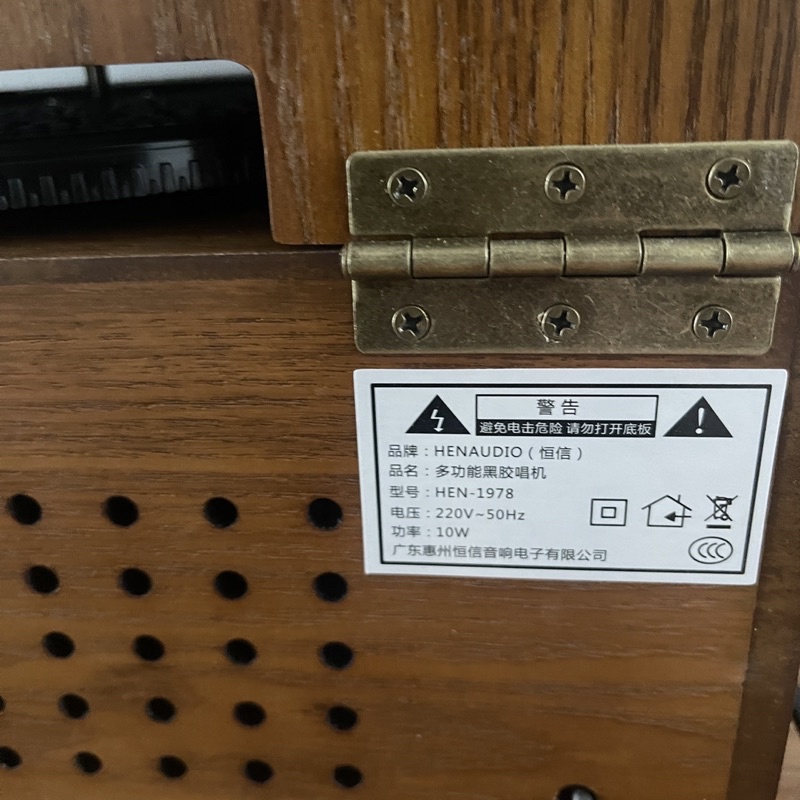 警告
避免电击危险 请勿打开底板
品牌：HENAUDIO（恒信）
品名：多功能黑胶唱机
型号：HEN-1978
电压：220V~50Hz
功率：10W
广东惠州恒信音响电子有限公司